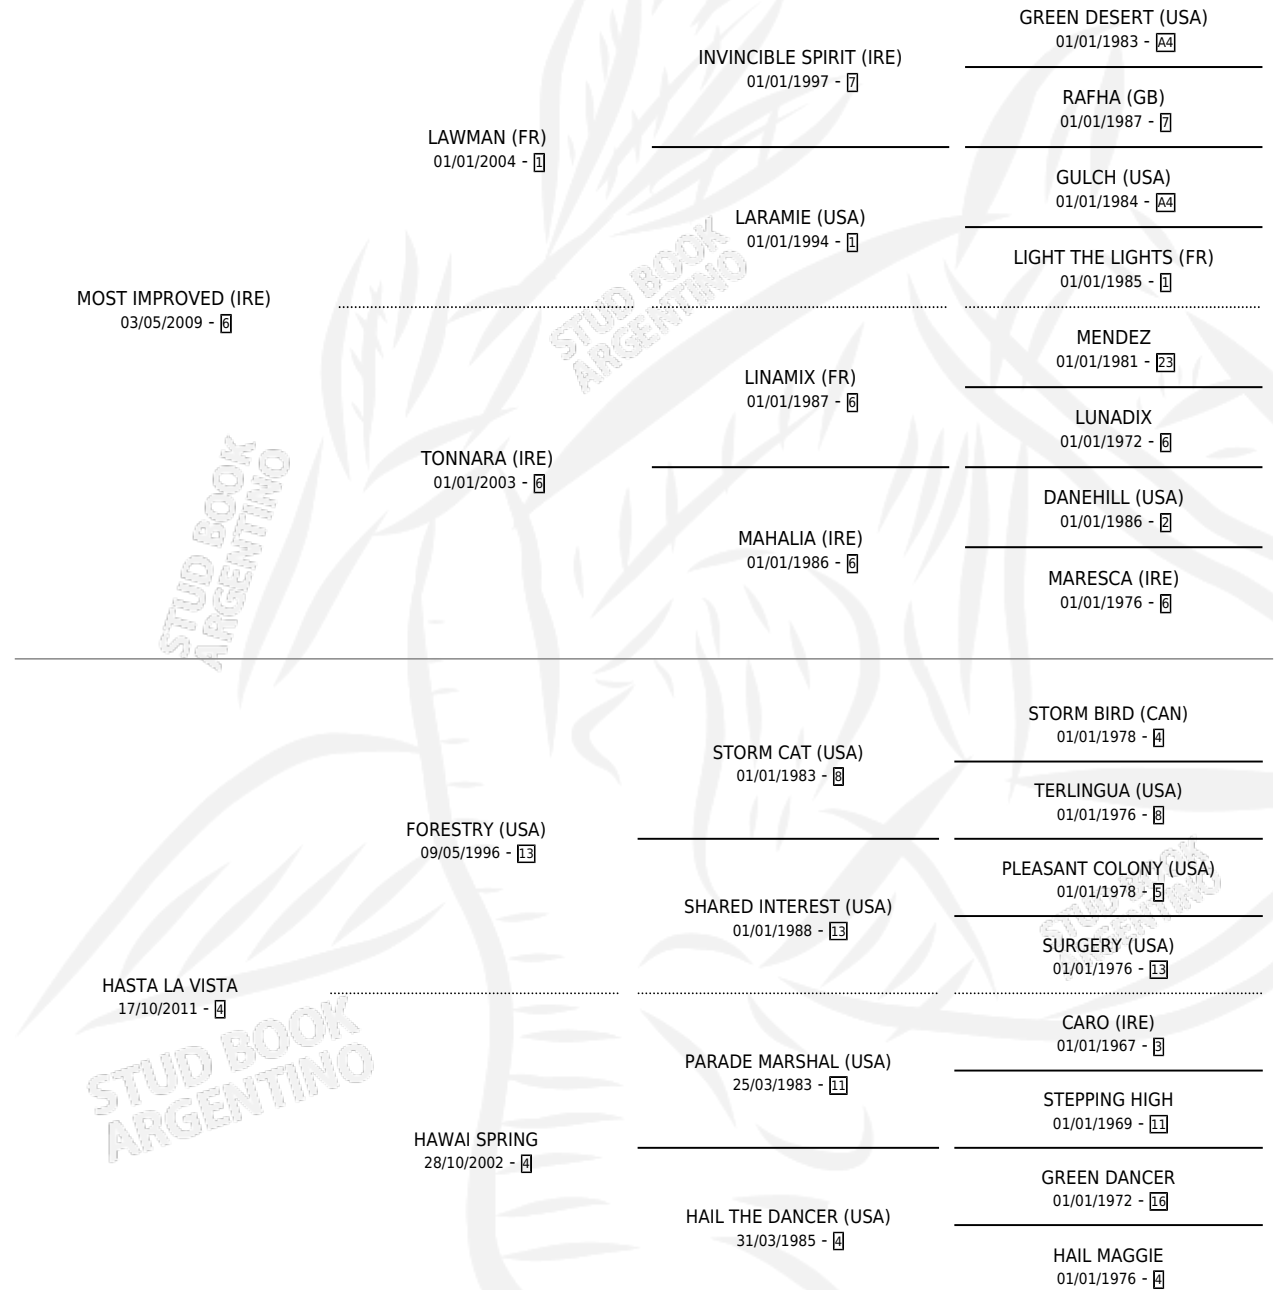 GREEN DESERT (USA)
01/01/1983 - A4
INVINCIBLE SPIRIT (IRE)
01/01/1997 - 7
RAFHA (GB)
01/01/1987 - 7
LAWMAN (FR)
01/01/2004 - 1
GULCH (USA)
01/01/1984 - A4
LARAMIE (USA)
01/01/1994 - 1
LIGHT THE LIGHTS (FR)
01/01/1985 - 1
MOST IMPROVED (IRE)
03/05/2009 - 6
MENDEZ
01/01/1981 - 23
LINAMIX (FR)
01/01/1987 - 6
LUNADIX
01/01/1972 - 6
TONNARA (IRE)
01/01/2003 - 6
DANEHILL (USA)
01/01/1986 - 2
MAHALIA (IRE)
01/01/1986 - 6
MARESCA (IRE)
01/01/1976 - 6
STORM BIRD (CAN)
01/01/1978 - 4
STORM CAT (USA)
01/01/1983 - 8
TERLINGUA (USA)
01/01/1976 - 8
FORESTRY (USA)
09/05/1996 - 13
PLEASANT COLONY (USA)
01/01/1978 - 5
SHARED INTEREST (USA)
01/01/1988 - 13
SURGERY (USA)
01/01/1976 - 13
HASTA LA VISTA
17/10/2011 - 4
CARO (IRE)
01/01/1967 - 3
PARADE MARSHAL (USA)
25/03/1983 - 11
STEPPING HIGH
01/01/1969 - 11
HAWAI SPRING
28/10/2002 - 4
GREEN DANCER
01/01/1972 - 16
HAIL THE DANCER (USA)
31/03/1985 - 4
HAIL MAGGIE
01/01/1976 - 4
STUD BOOK
ARGENTINO
STUD BOOK
ARGENTINO
STUD BOOK
ARGENTINO
STUD BOOK
ARGENTINO